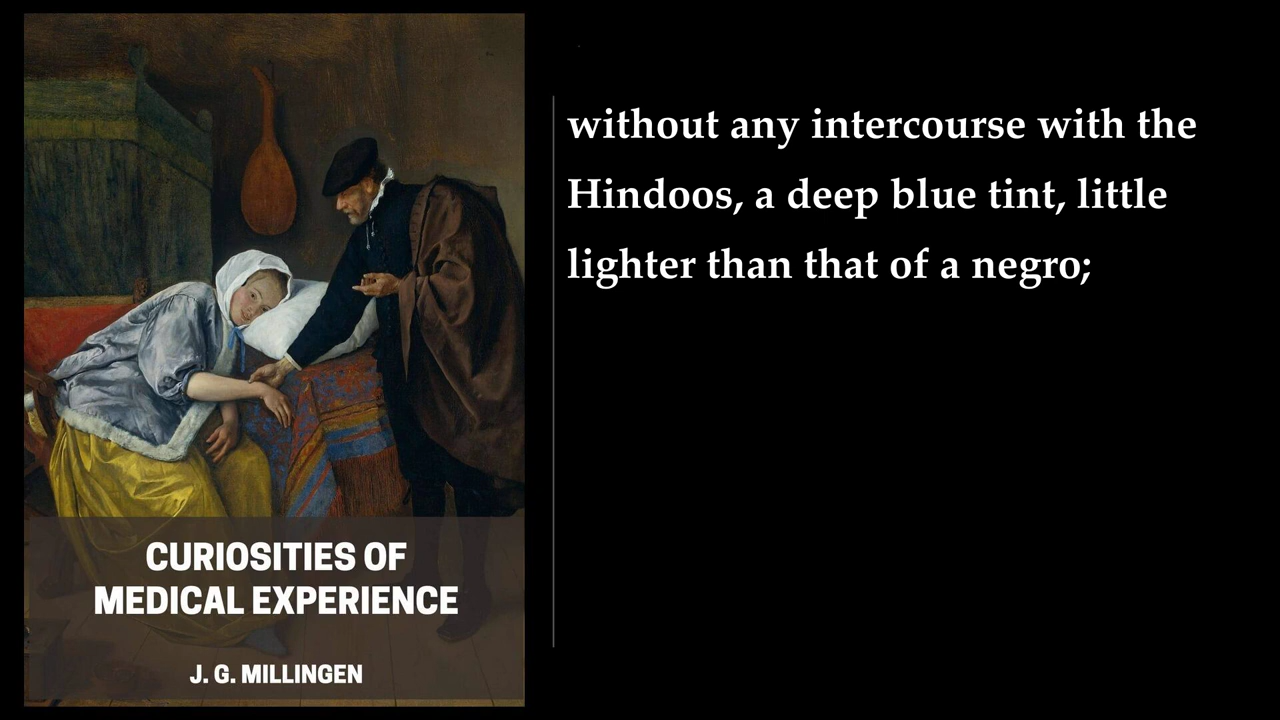 without any intercourse with the
Hindoos, a deep blue tint, little
lighter than that of a negro;
CURIOSITIES OF
MEDICAL EXPERIENCE
J. G. MILLINGEN